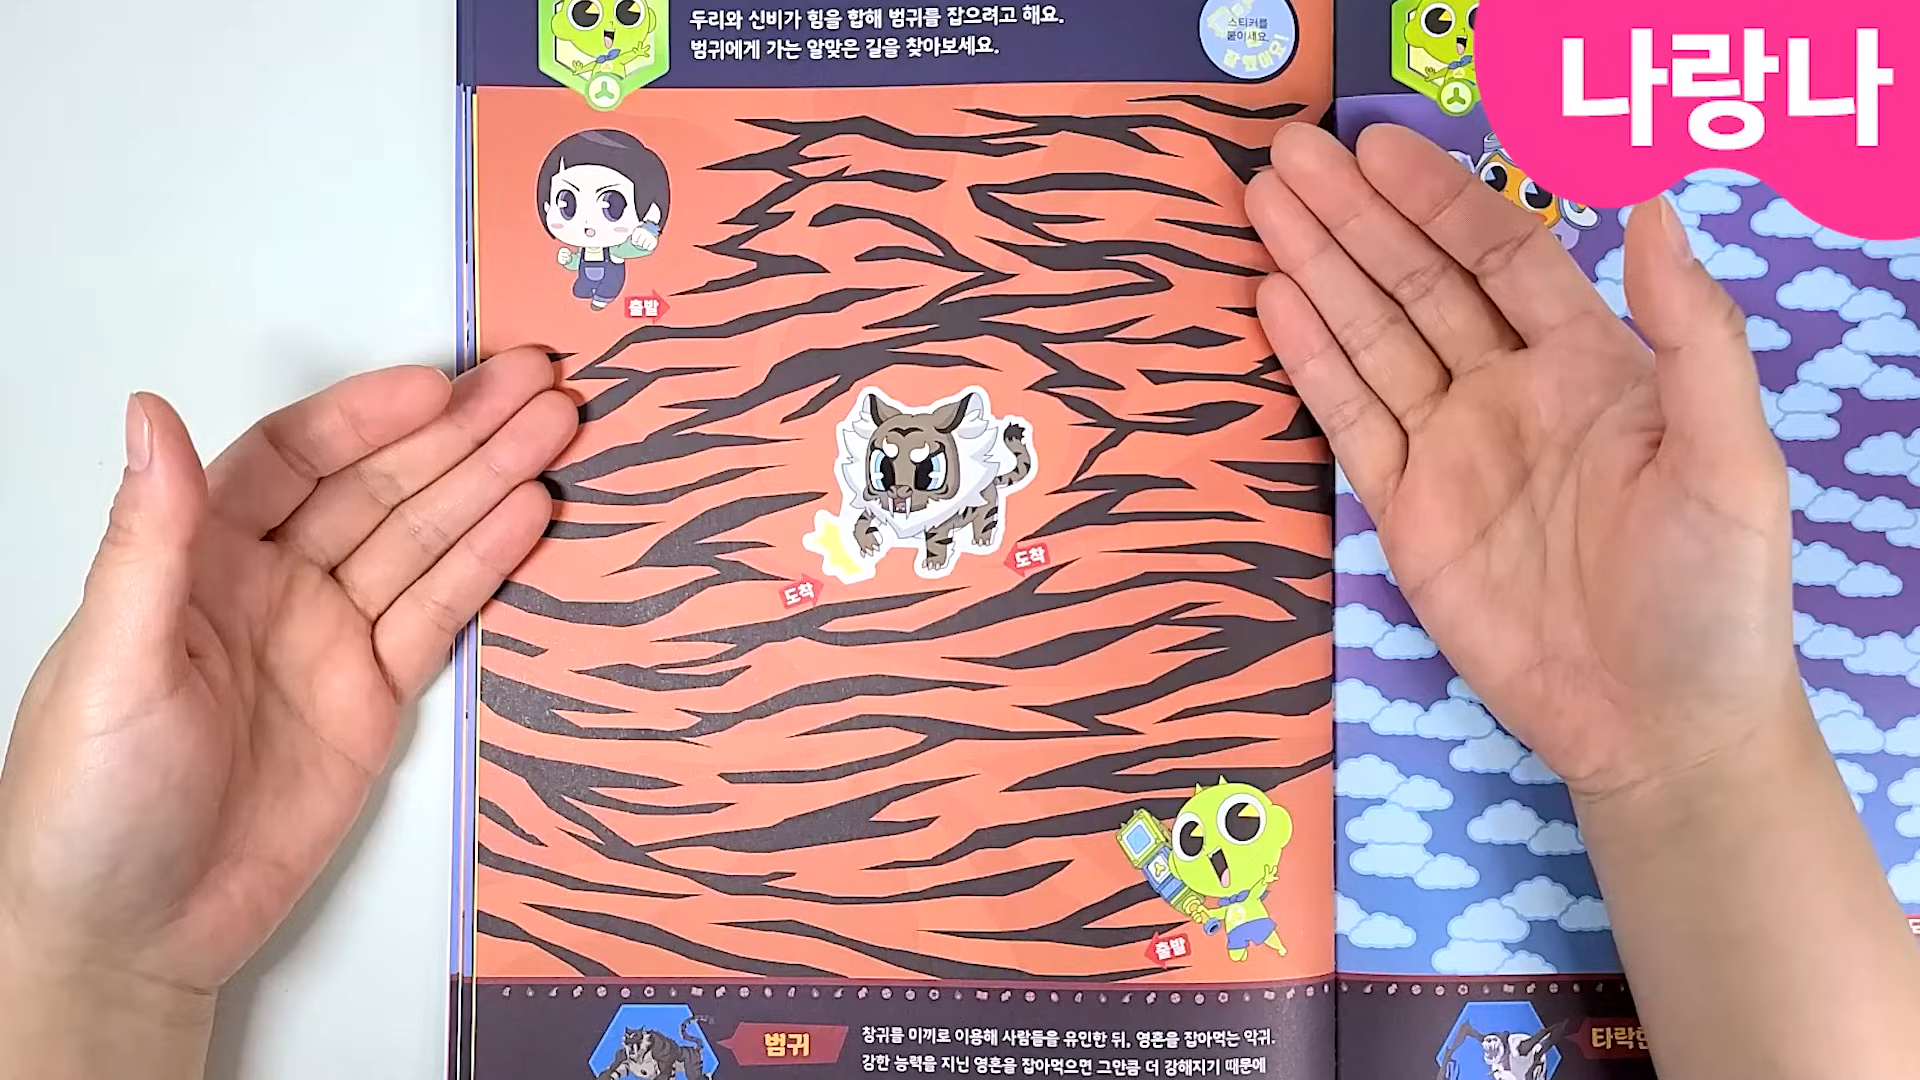 두리와 신비가 힘을 합해 범귀를 잡으려고 해요.
범귀에게 가는 알맞은 길을 찾아보세요.
스티커를
붙이세요
나랑나
출발
도착
도착
출발
범귀
창귀를 미끼로 이용해 사람들을 유인한 뒤, 영혼을 잡아먹는 악귀.
강한 능력을 지닌 영혼을 잡아먹으면 그만큼 더 강해지기 때문에
타락